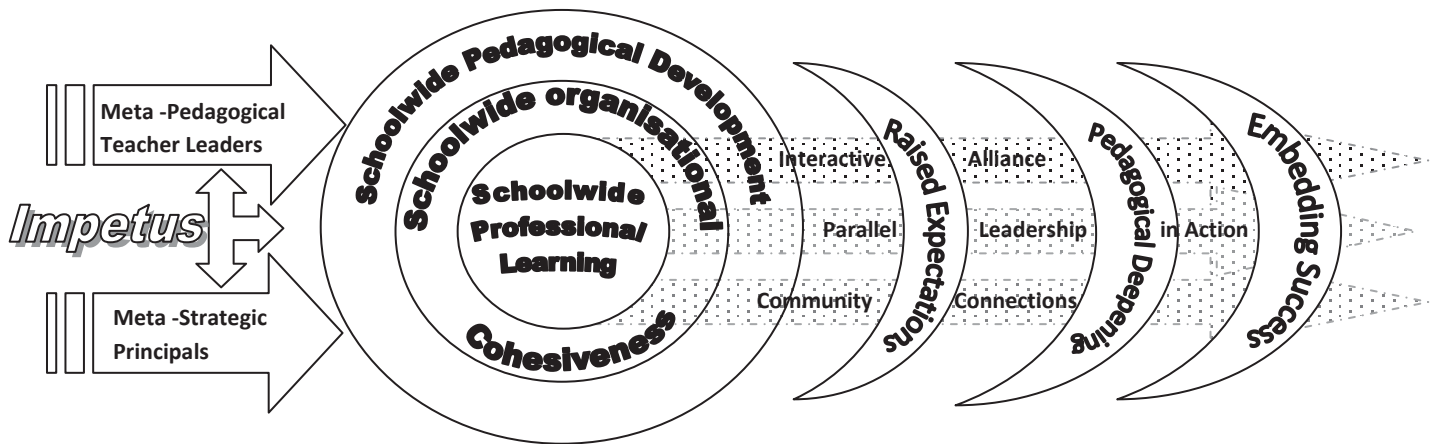 Meta -Pedagogical
Teacher Leaders
Impetus
Meta -Strategic
Principals
Schoolwide Pedagogical Development
Schoolwide organisational
Cohesiveness
Schoolwide
Professional
Learning
Interactive Alliance
Parallel Leadership in Action
Community Connections
Raised Expectations
Pedagogical Deepening
Embedding Success